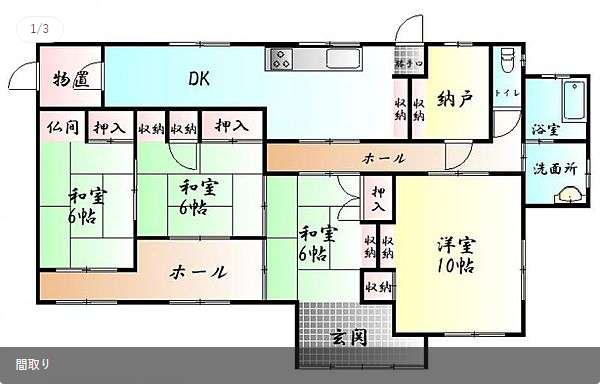 1/3
物置
DK
勝手口
収納
収納
納戸
トイレ
浴室
仏間
押入
収納
収納
押入
ホール
洗面所
和室
6帖
和室
6帖
押入
和室
6帖
収納
収納
洋室
10帖
ホール
収納
玄関
間取り